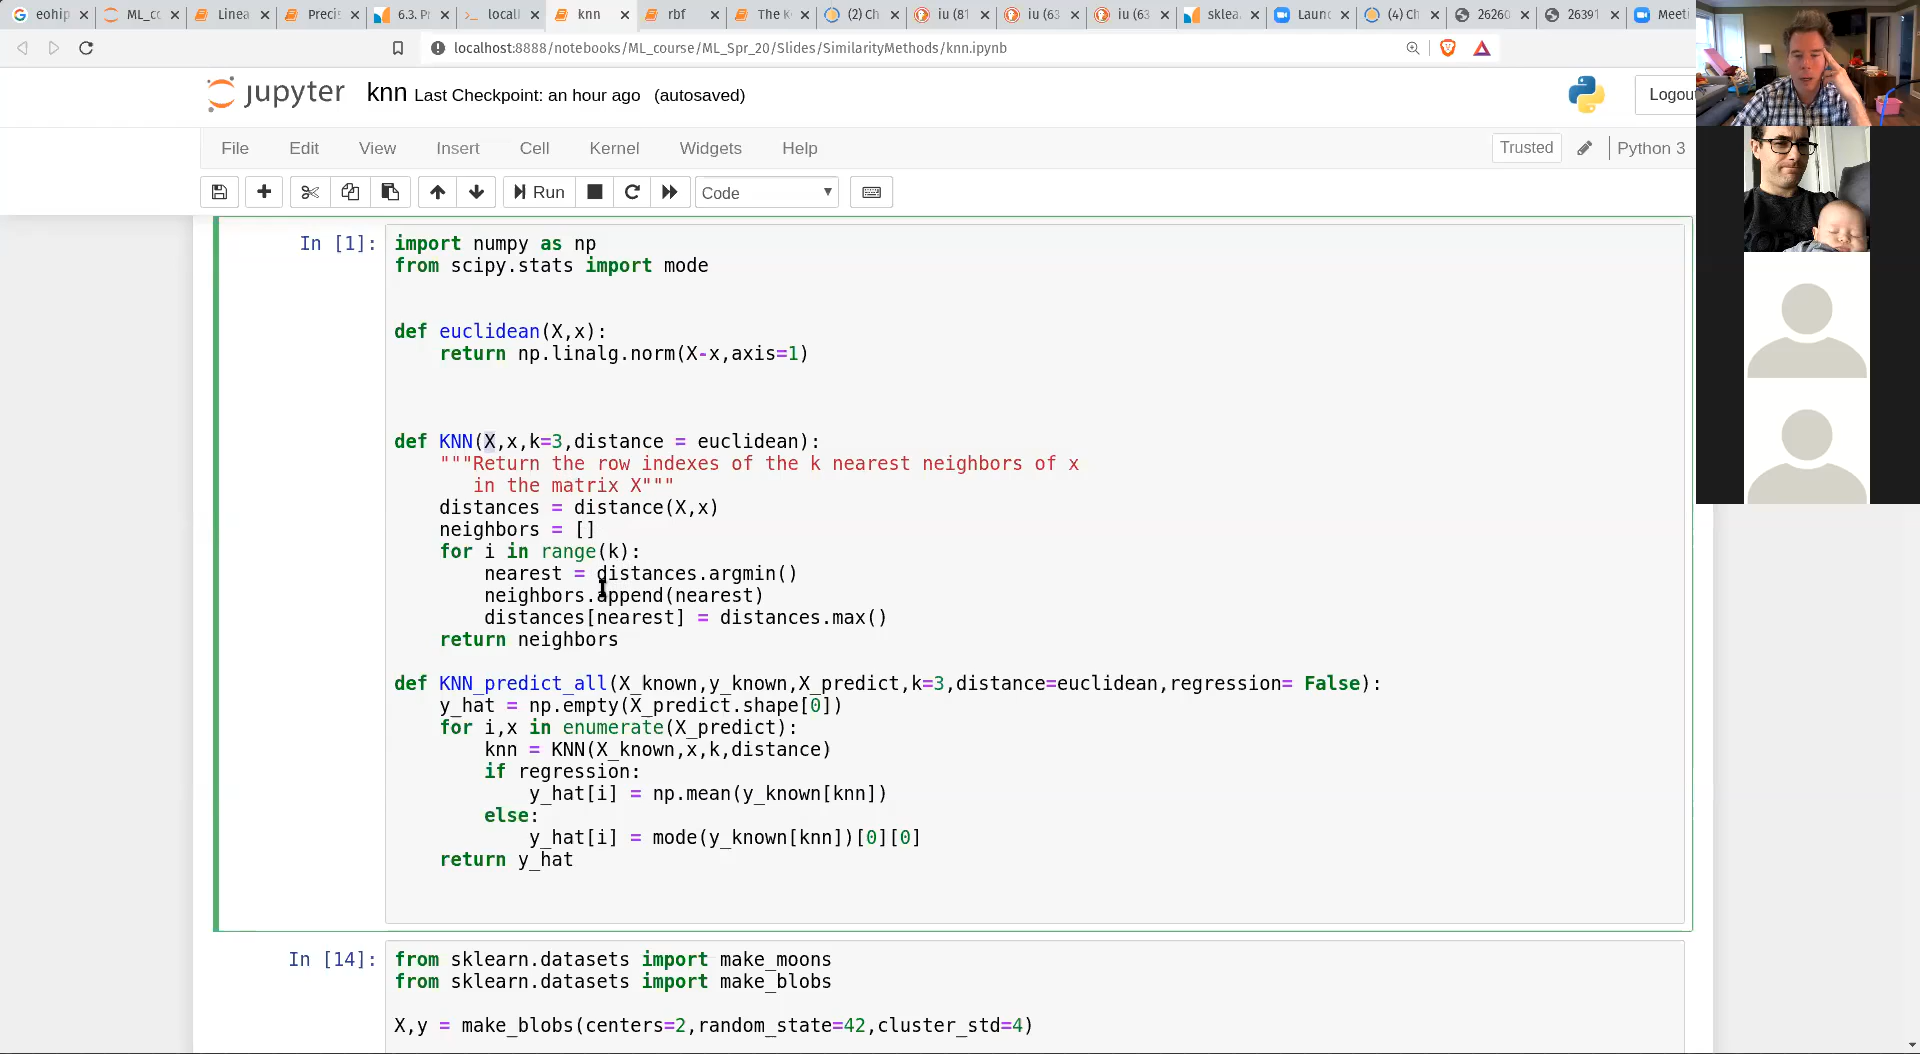 eohip
ML_cc
Linea
Preci
6.3. P
locall
knn
rbf
The K
(2) Ch
iu (81
iu (63
iu (63
sklea
Laun
(4) Ch
26260
26391
Meeti
localhost:8888/notebooks/ML_course/ML_Spr_20/Slides/SimilarityMethods/knn.ipynb
jupyter knn Last Checkpoint: an hour ago (autosaved)
Logou
File Edit View Insert Cell Kernel Widgets Help
Trusted Python 3
Run Code
In [1]:
import numpy as np
from scipy.stats import mode
def euclidean(X,x):
    return np.linalg.norm(X-x,axis=1)
def KNN(X,x,k=3,distance = euclidean):
    """Return the row indexes of the k nearest neighbors of x
       in the matrix X"""
    distances = distance(X,x)
    neighbors = []
    for i in range(k):
        nearest = distances.argmin()
        neighbors.append(nearest)
        distances[nearest] = distances.max()
    return neighbors
def KNN_predict_all(X_known,y_known,X_predict,k=3,distance=euclidean,regression= False):
    y_hat = np.empty(X_predict.shape[0])
    for i,x in enumerate(X_predict):
        knn = KNN(X_known,x,k,distance)
        if regression:
            y_hat[i] = np.mean(y_known[knn])
        else:
            y_hat[i] = mode(y_known[knn])[0][0]
    return y_hat
In [14]:
from sklearn.datasets import make_moons
from sklearn.datasets import make_blobs
X,y = make_blobs(centers=2,random_state=42,cluster_std=4)